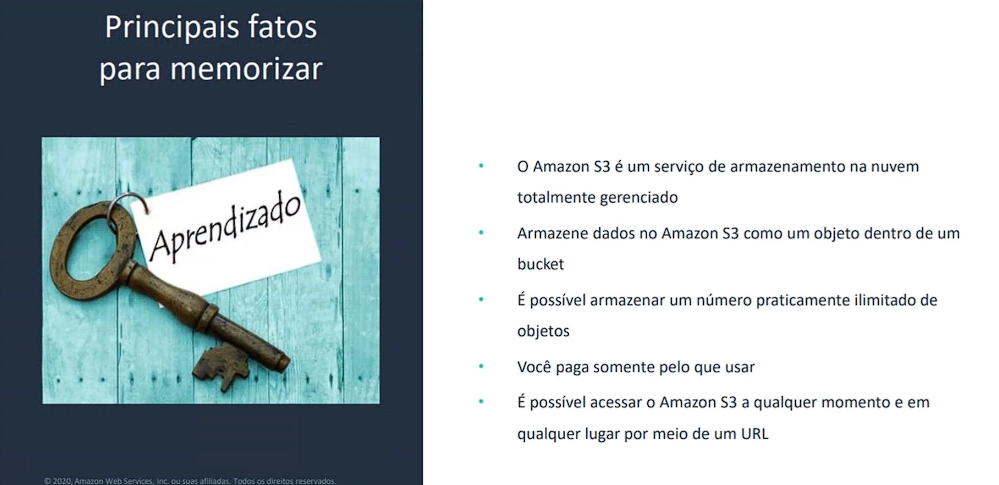 Principais fatos
para memorizar
Aprendizado
© 2020, Amazon Web Services, Inc. ou suas afiliadas. Todos os direitos reservados.
• O Amazon S3 é um serviço de armazenamento na nuvem
totalmente gerenciado
• Armazene dados no Amazon S3 como um objeto dentro de um
bucket
• É possível armazenar um número praticamente ilimitado de
objetos
• Você paga somente pelo que usar
• É possível acessar o Amazon S3 a qualquer momento e em
qualquer lugar por meio de um URL